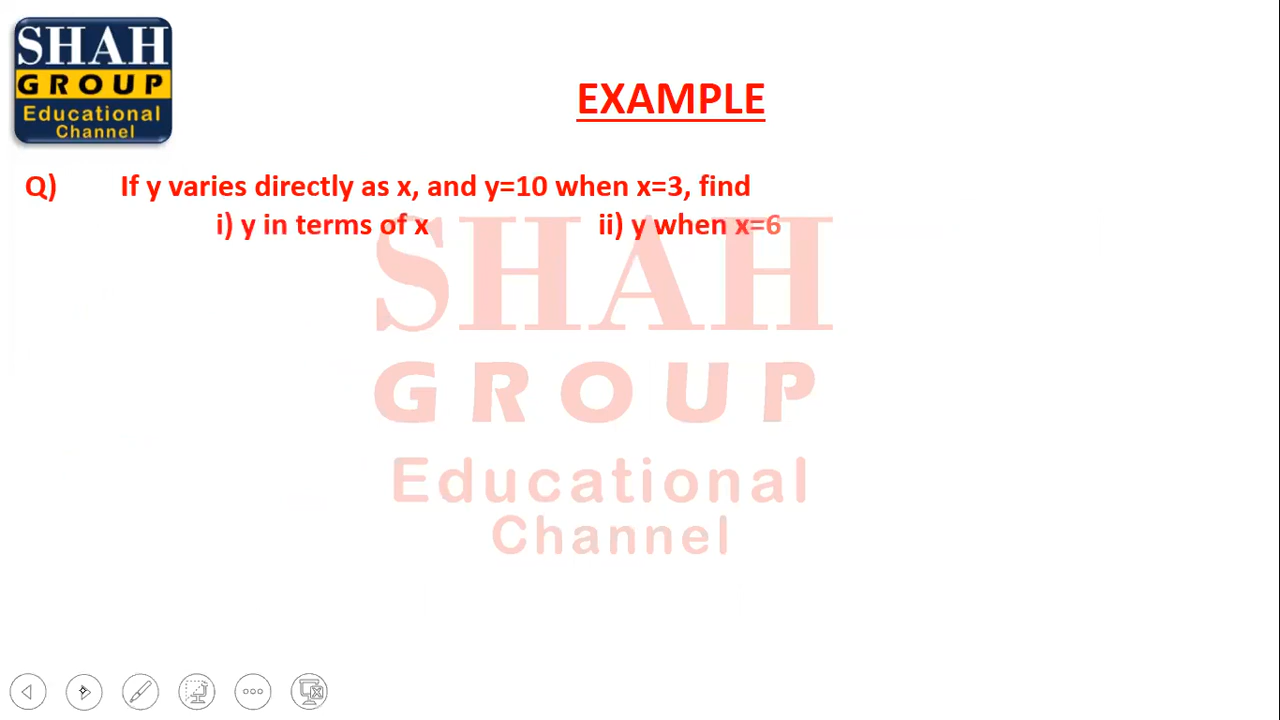 SHAH
GROUP
Educational
Channel
EXAMPLE
Q) If y varies directly as x, and y=10 when x=3, find
i) y in terms of x ii) y when x=6
SHAH
GROUP
Educational
Channel